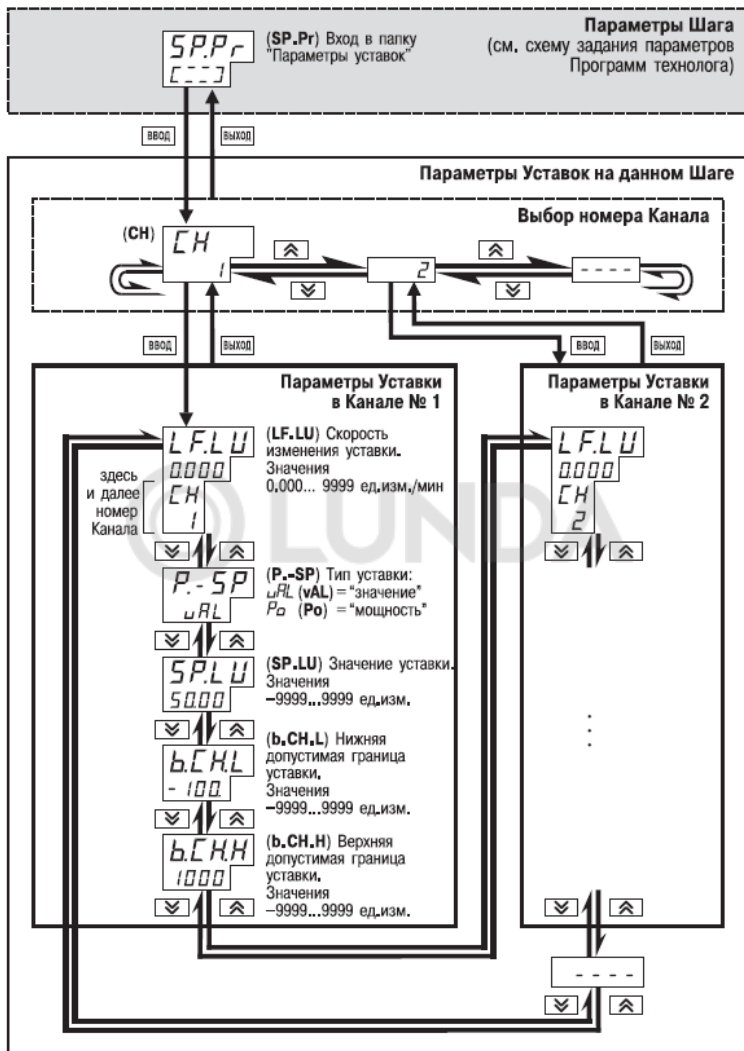 Параметры Шага
(см. схему задания параметров
Программ технолога)
SP.Pr
[---]
(SP.Pr) Вход в папку
"Параметры уставок"
ВВОД
ВЫХОД
Параметры Уставок на данном Шаге
Выбор номера Канала
(CH)
CH
1
2
----
ВВОД
ВЫХОД
ВВОД
ВЫХОД
Параметры Уставки
в Канале № 1
LF.LU
0.000
CH
1
здесь
и далее
номер
Канала
(LF.LU) Скорость
изменения уставки.
Значения
0,000... 9999 ед.изм./мин
P.-SP
vAL
(P.-SP) Тип уставки:
vAL (vAL) = "значение"
Po (Po) = "мощность"
SP.LU
50.00
(SP.LU) Значение уставки.
Значения
–9999...9999 ед.изм.
b.CH.L
-100.
(b.CH.L) Нижняя
допустимая граница
уставки.
Значения
–9999...9999 ед.изм.
b.CH.H
1000
(b.CH.H) Верхняя
допустимая граница
уставки.
Значения
–9999...9999 ед.изм.
Параметры Уставки
в Канале № 2
LF.LU
0.000
CH
2
----
LUNDA